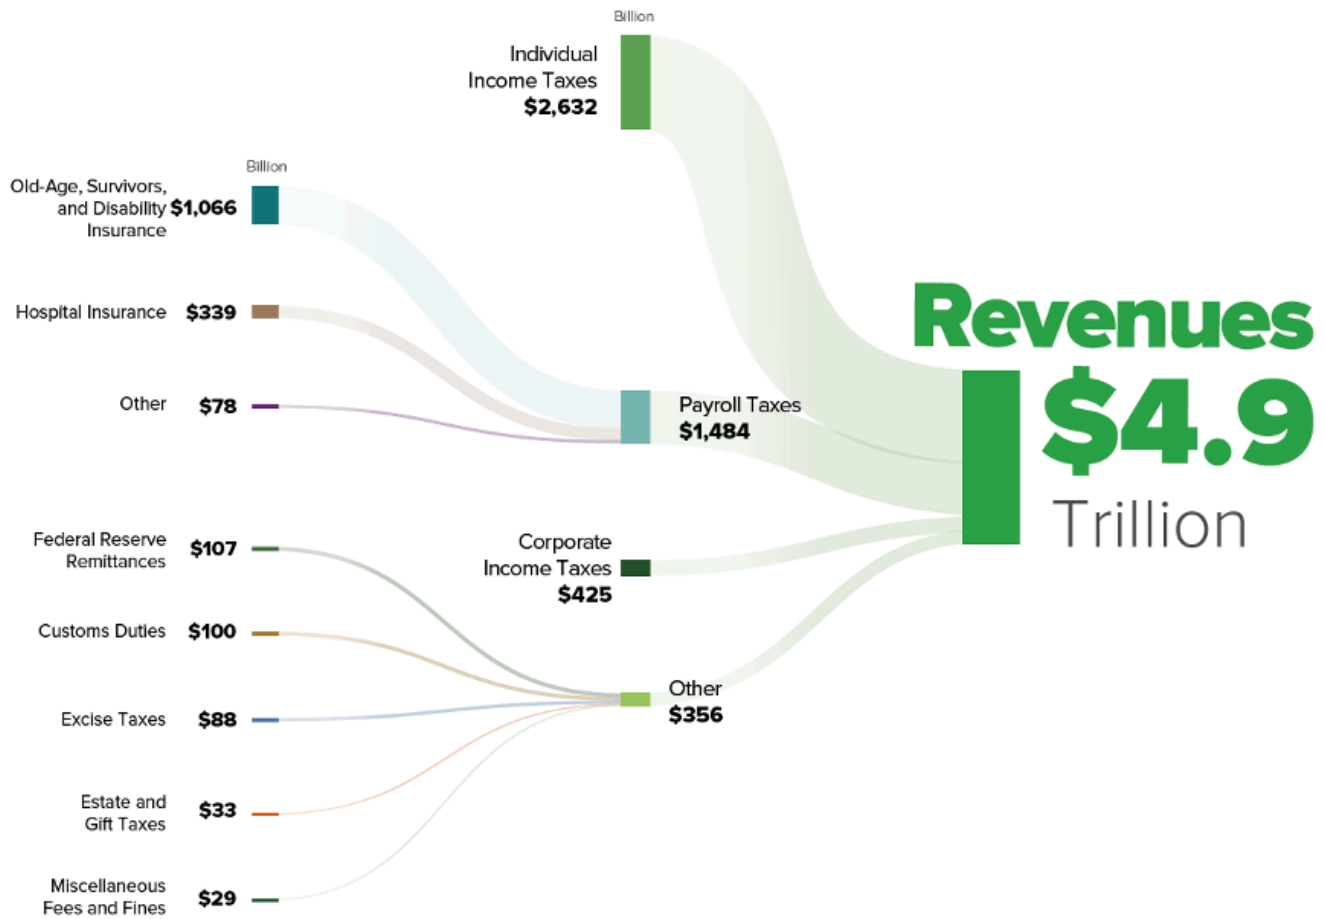 Billion
Individual
Income Taxes
$2,632
Billion
Old-Age, Survivors,
and Disability $1,066
Insurance
Hospital Insurance $339
Other $78
Payroll Taxes
$1,484
Revenues
$4.9
Trillion
Federal Reserve
Remittances $107
Corporate
Income Taxes
$425
Customs Duties $100
Other
$356
Excise Taxes $88
Estate and
Gift Taxes $33
Miscellaneous
Fees and Fines $29